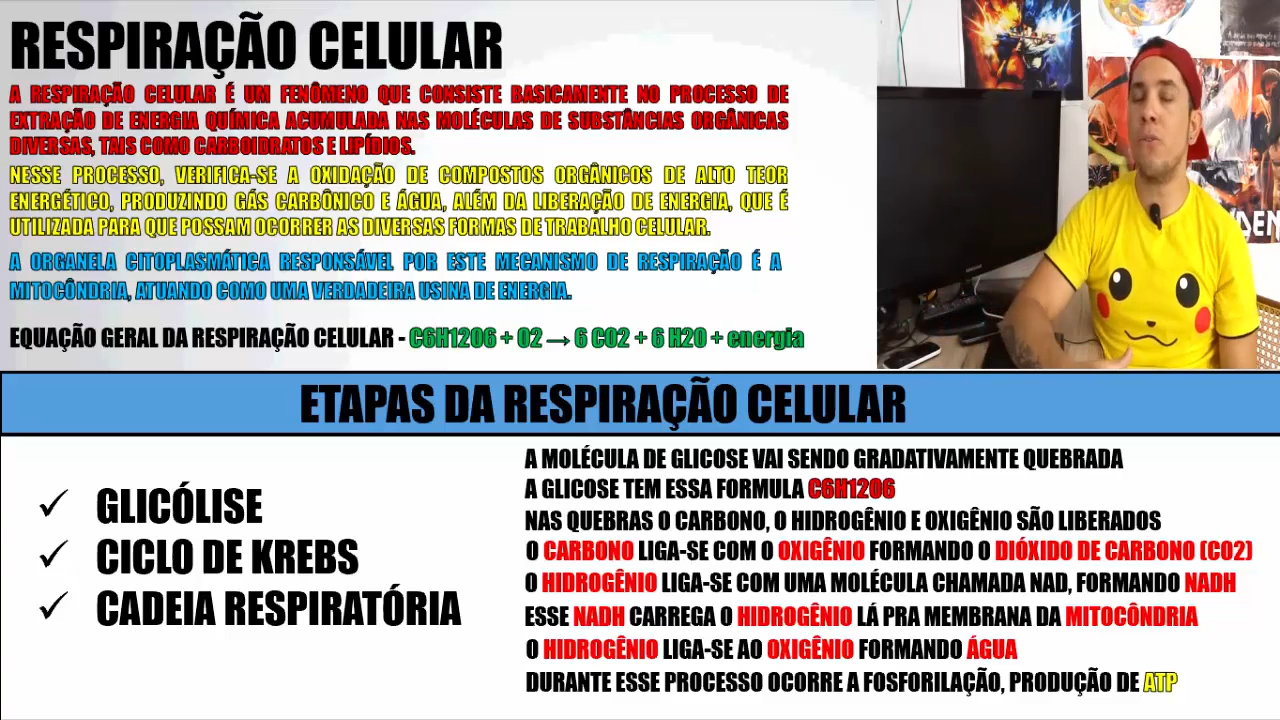 RESPIRAÇÃO CELULAR
A RESPIRAÇÃO CELULAR É UM FENÔMENO QUE CONSISTE BASICAMENTE NO PROCESSO DE
EXTRAÇÃO DE ENERGIA QUÍMICA ACUMULADA NAS MOLÉCULAS DE SUBSTÂNCIAS ORGÂNICAS
DIVERSAS, TAIS COMO CARBOIDRATOS E LIPÍDIOS.
NESSE PROCESSO, VERIFICA-SE A OXIDAÇÃO DE COMPOSTOS ORGÂNICOS DE ALTO TEOR
ENERGÉTICO, PRODUZINDO GÁS CARBÔNICO E ÁGUA, ALÉM DA LIBERAÇÃO DE ENERGIA, QUE É
UTILIZADA PARA QUE POSSAM OCORRER AS DIVERSAS FORMAS DE TRABALHO CELULAR.
A ORGANELA CITOPLASMÁTICA RESPONSÁVEL POR ESTE MECANISMO DE RESPIRAÇÃO É A
MITOCÔNDRIA, ATUANDO COMO UMA VERDADEIRA USINA DE ENERGIA.
EQUAÇÃO GERAL DA RESPIRAÇÃO CELULAR - C6H12O6 + O2 → 6 CO2 + 6 H2O + energia
ETAPAS DA RESPIRAÇÃO CELULAR
✓ GLICÓLISE
✓ CICLO DE KREBS
✓ CADEIA RESPIRATÓRIA
A MOLÉCULA DE GLICOSE VAI SENDO GRADATIVAMENTE QUEBRADA
A GLICOSE TEM ESSA FORMULA C6H12O6
NAS QUEBRAS O CARBONO, O HIDROGÊNIO E OXIGÊNIO SÃO LIBERADOS
O CARBONO LIGA-SE COM O OXIGÊNIO FORMANDO O DIÓXIDO DE CARBONO (CO2)
O HIDROGÊNIO LIGA-SE COM UMA MOLÉCULA CHAMADA NAD, FORMANDO NADH
ESSE NADH CARREGA O HIDROGÊNIO LÁ PRA MEMBRANA DA MITOCÔNDRIA
O HIDROGÊNIO LIGA-SE AO OXIGÊNIO FORMANDO ÁGUA
DURANTE ESSE PROCESSO OCORRE A FOSFORILAÇÃO, PRODUÇÃO DE ATP